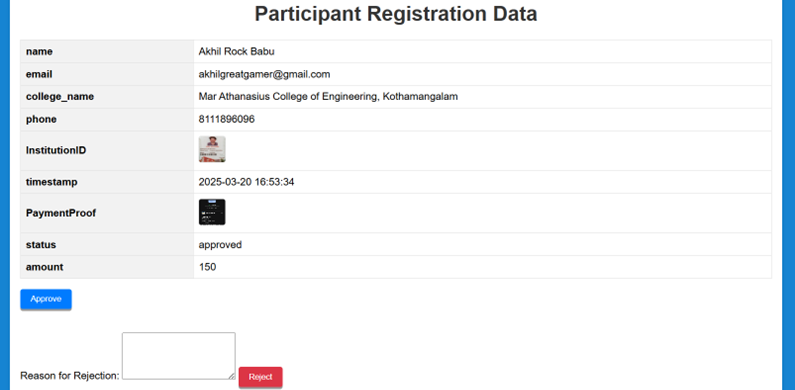 Participant Registration Data
name Akhil Rock Babu
email akhilgreatgamer@gmail.com
college_name Mar Athanasius College of Engineering, Kothamangalam
phone 8111896096
InstitutionID
timestamp 2025-03-20 16:53:34
PaymentProof
status approved
amount 150
Approve
Reason for Rejection: Reject